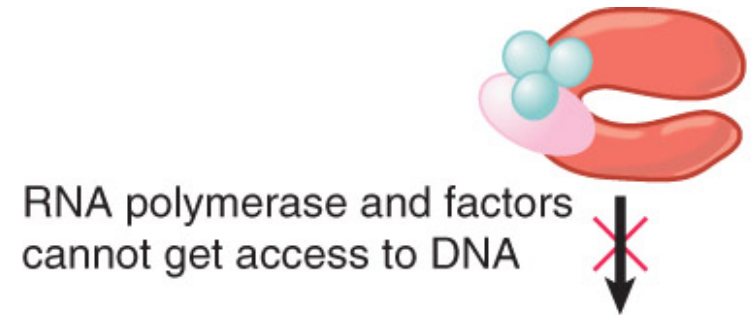 RNA polymerase and factors
cannot get access to DNA